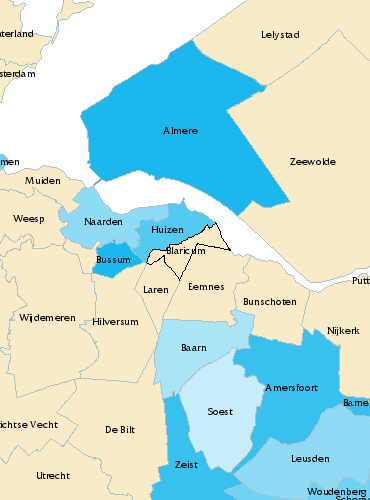 aterland
Lelystad
sterdam
Almere
men
Zeewolde
Muiden
Weesp
Naarden
Huizen
Blaricum
Bussum
Putt
Laren
Eemnes
Bunschoten
Wijdemeren
Hilversum
Nijkerk
Baarn
Amersfoort
Barne
Soest
ichtse Vecht
De Bilt
Leusden
Zeist
Utrecht
Woudenberg